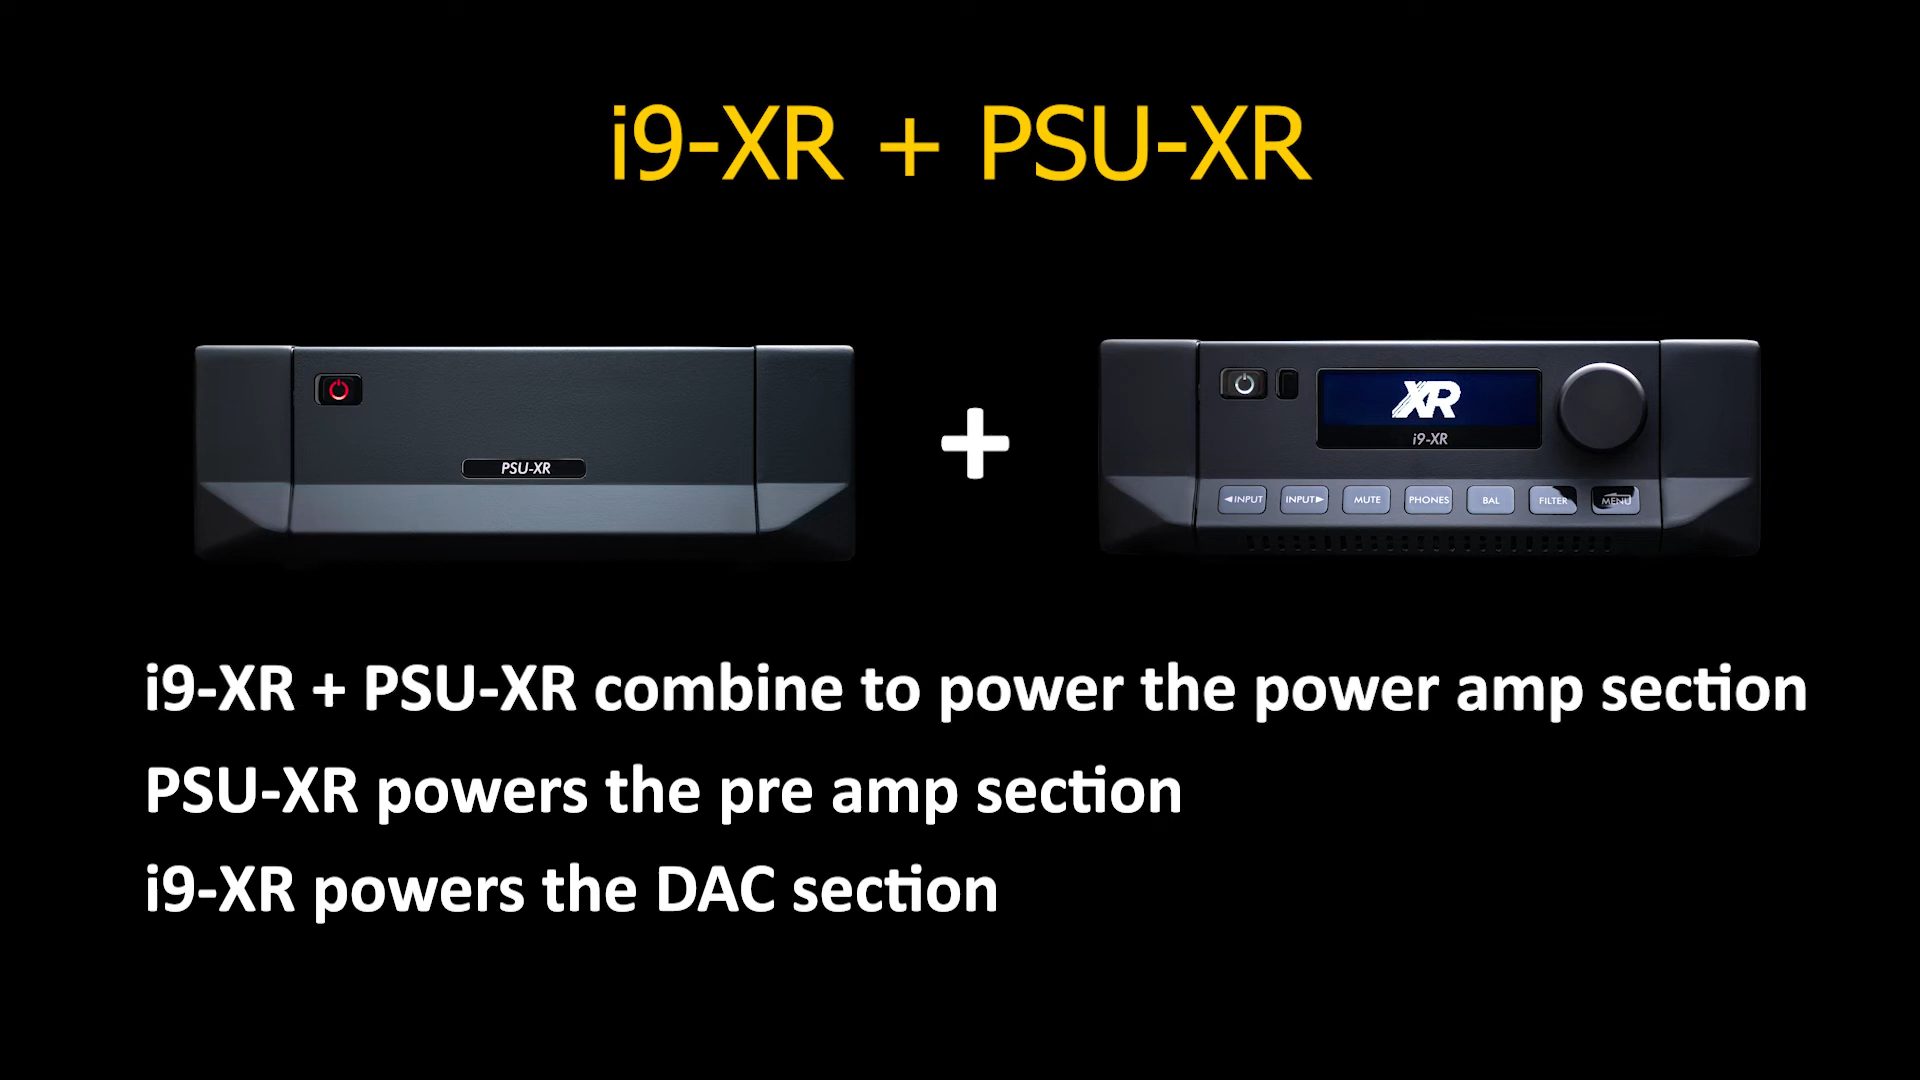 i9-XR + PSU-XR
PSU-XR
+
XR
i9-XR
◀INPUT INPUT▶ MUTE PHONES BAL FILTER MENU
i9-XR + PSU-XR combine to power the power amp section
PSU-XR powers the pre amp section
i9-XR powers the DAC section